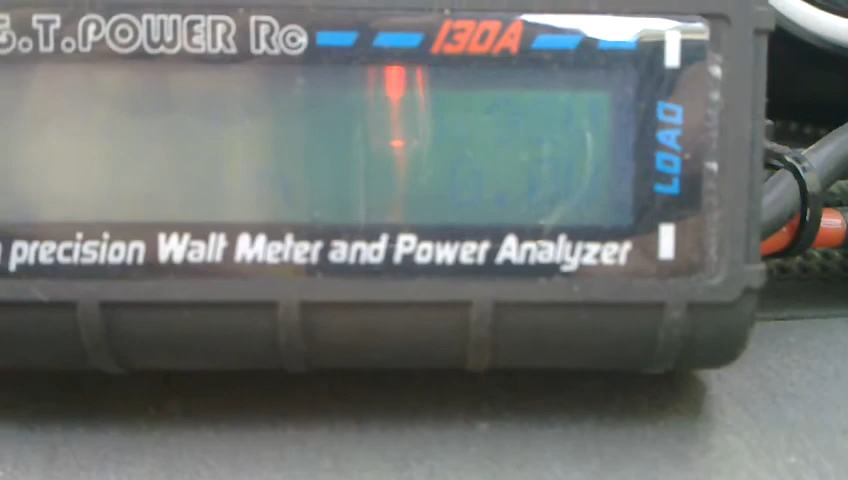 G.T.POWER RC 130A
LOAD
precision Watt Meter and Power Analyzer